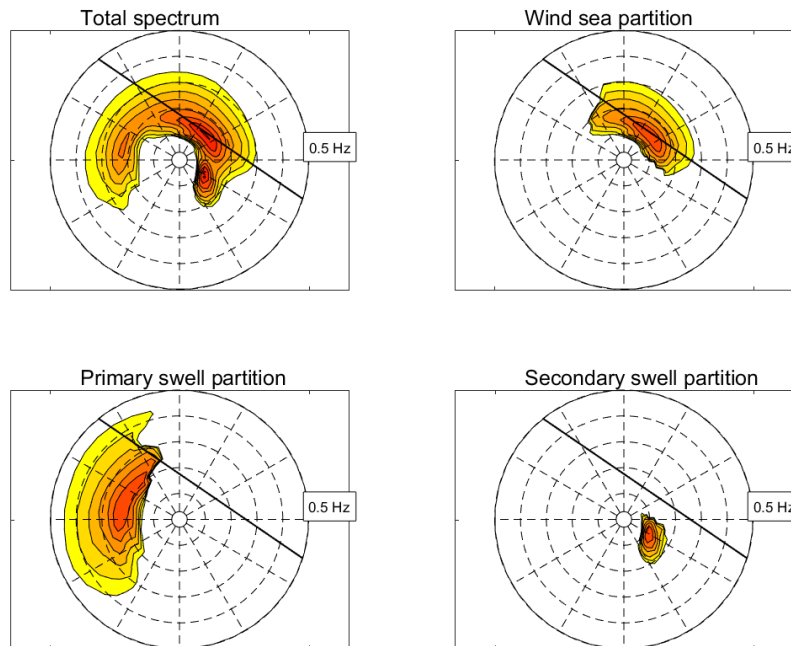 Total spectrum
Wind sea partition
0.5 Hz
0.5 Hz
Primary swell partition
Secondary swell partition
0.5 Hz
0.5 Hz